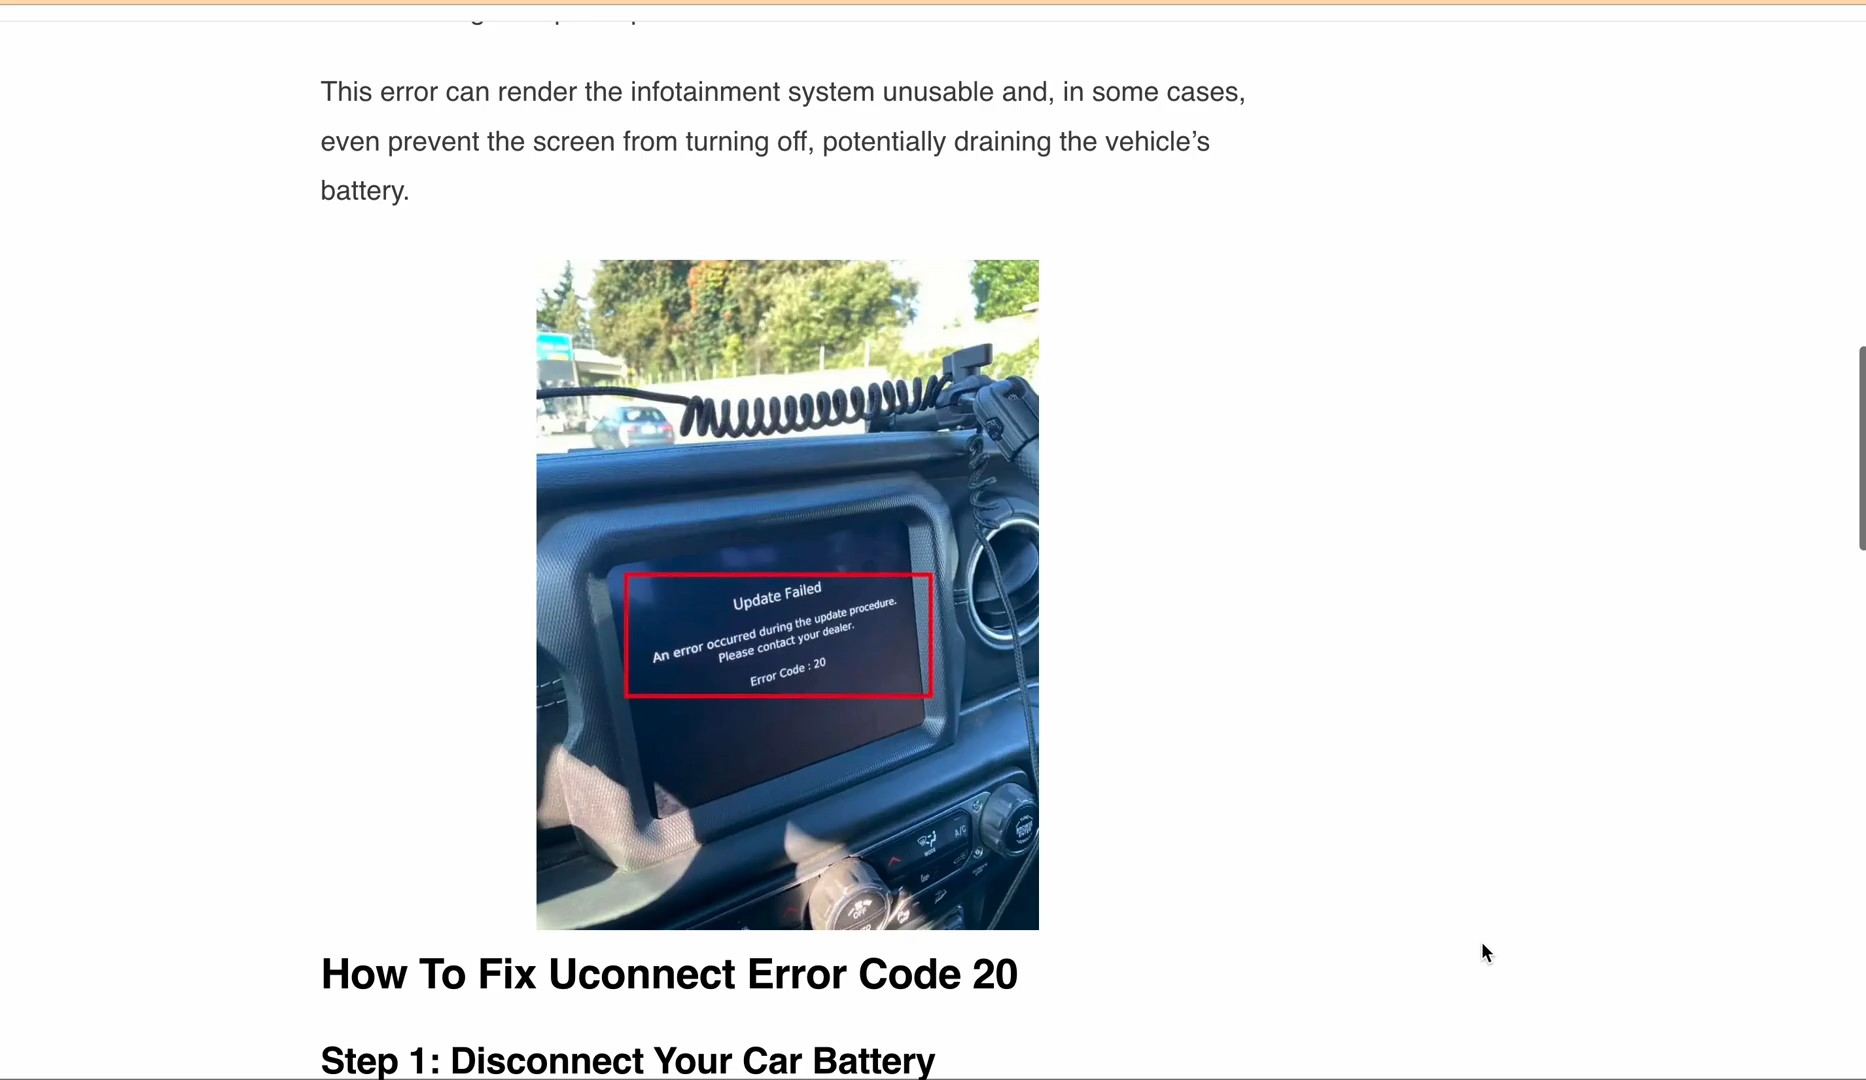 This error can render the infotainment system unusable and, in some cases,
even prevent the screen from turning off, potentially draining the vehicle’s
battery.
Update Failed
An error occurred during the update procedure.
Please contact your dealer.
Error Code : 20
A/C
MODE
OFF
How To Fix Uconnect Error Code 20
Step 1: Disconnect Your Car Battery